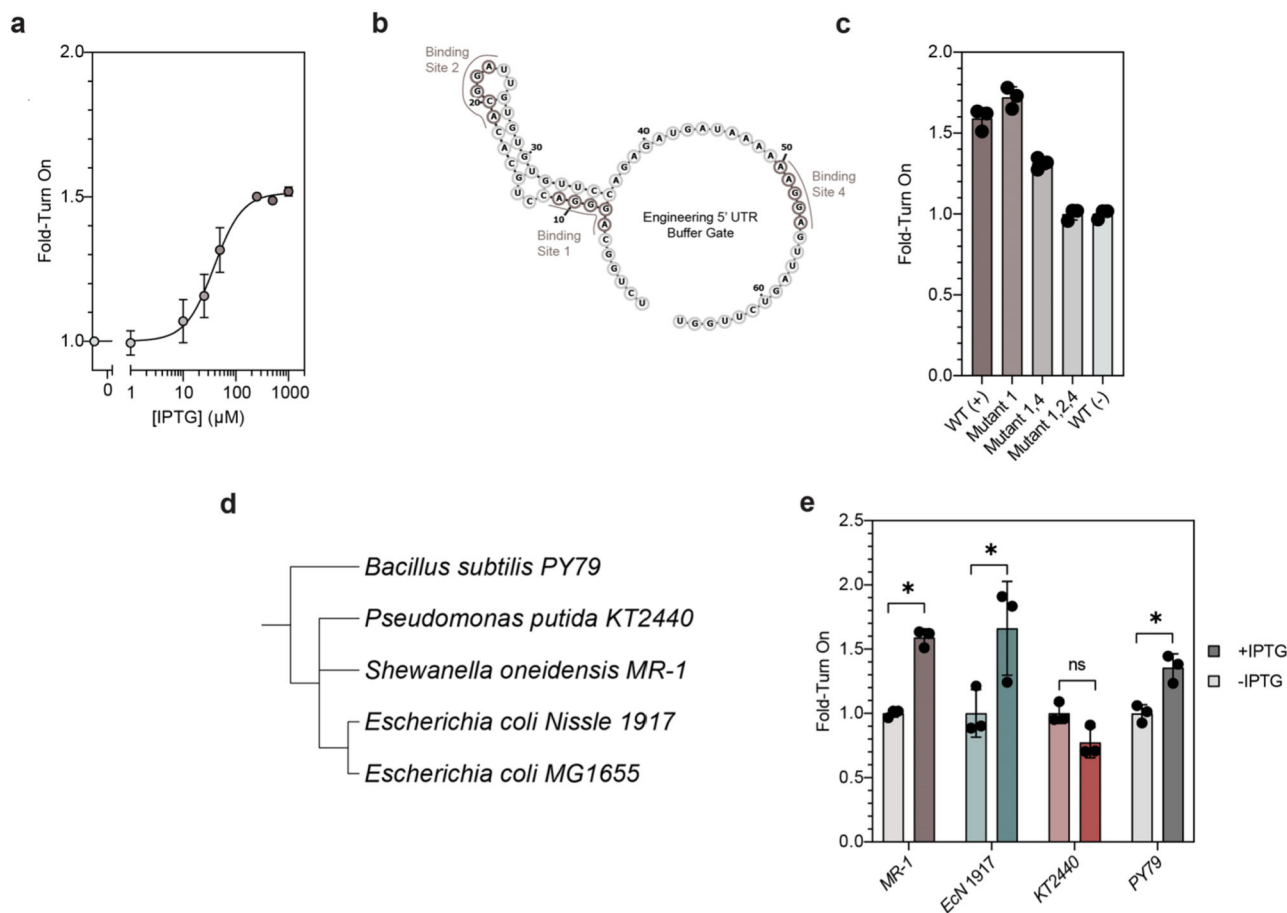 a
2.0
1.5
1.0
Fold-Turn On
0
1
10
100
1000
[IPTG] (µM)
b
Binding
Site 2
20
30
40
50
60
10
Binding
Site 1
Binding
Site 4
Engineering 5' UTR
Buffer Gate
c
2.0
1.5
1.0
0.5
0.0
Fold-Turn On
WT (+)
Mutant 1
Mutant 1,4
Mutant 1,2,4
WT (-)
d
Bacillus subtilis PY79
Pseudomonas putida KT2440
Shewanella oneidensis MR-1
Escherichia coli Nissle 1917
Escherichia coli MG1655
e
2.5
2.0
1.5
1.0
0.5
0.0
Fold-Turn On
*
*
ns
*
MR-1
EcN 1917
KT2440
PY79
+IPTG
-IPTG